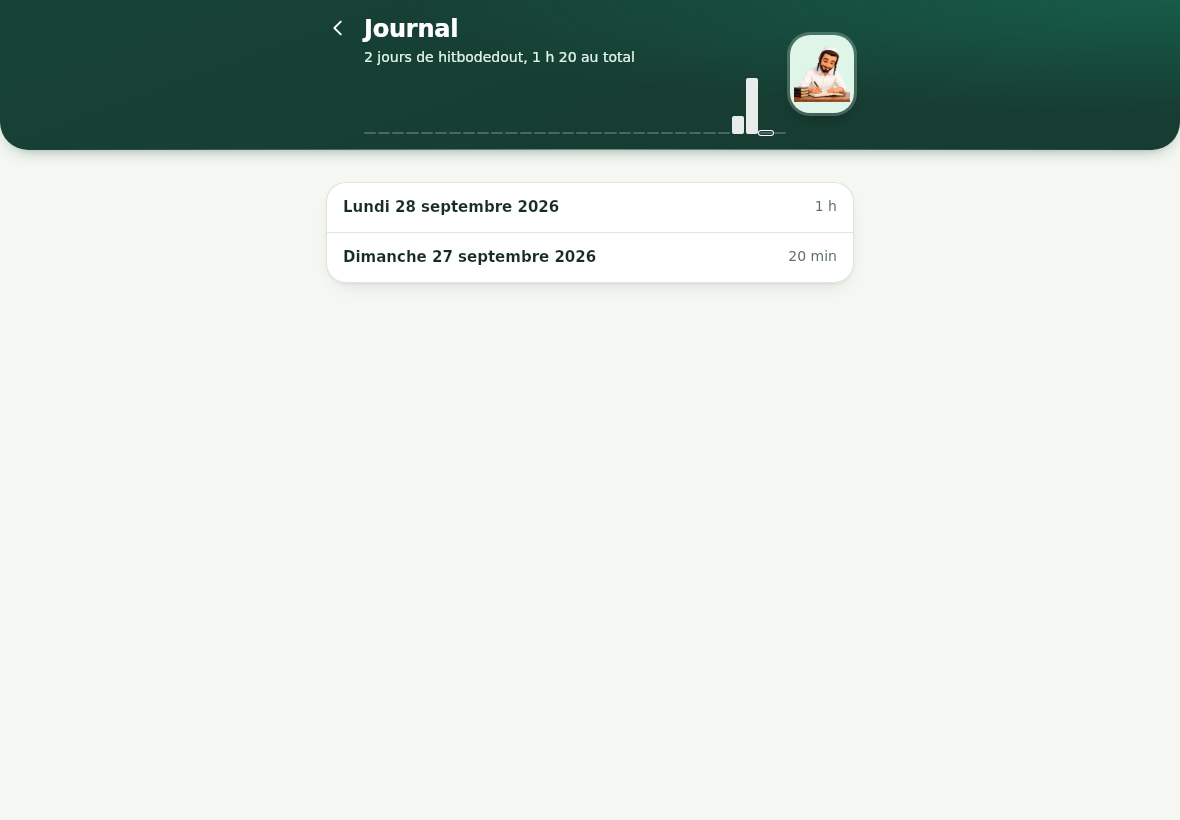 Journal
2 jours de hitbodedout, 1 h 20 au total
Lundi 28 septembre 2026 1 h
Dimanche 27 septembre 2026 20 min